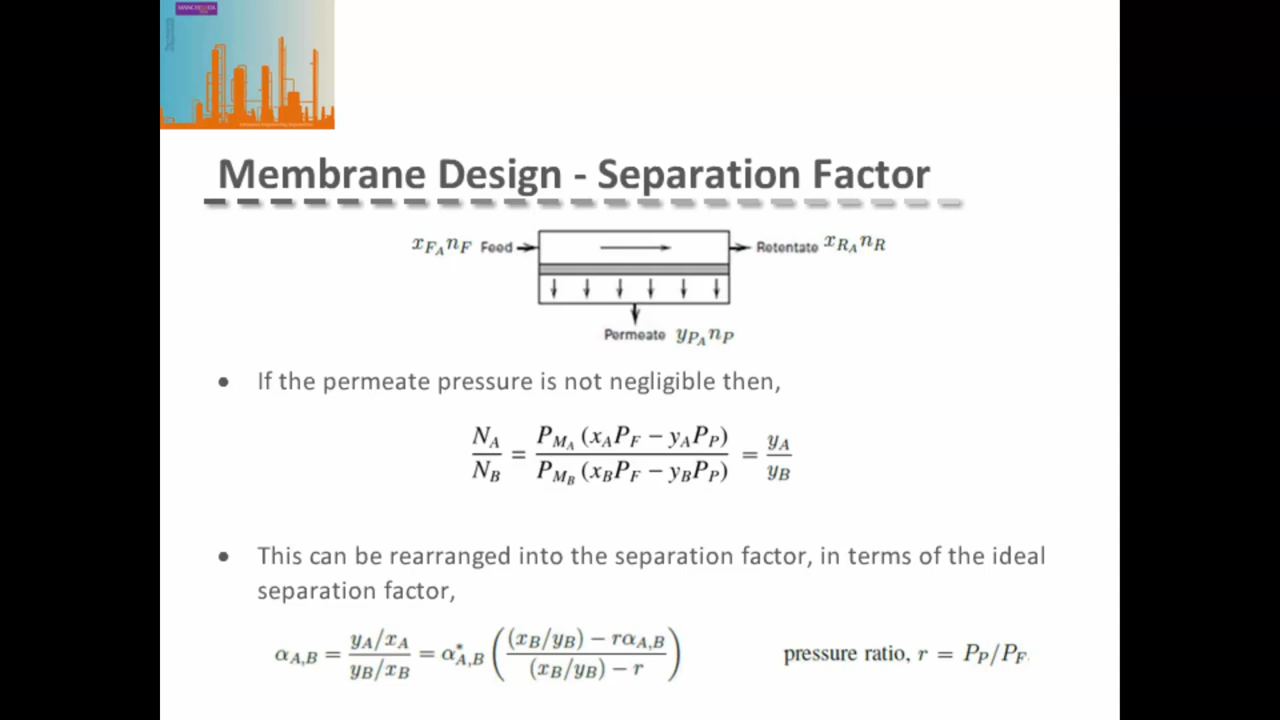 Membrane Design - Separation Factor
x_{F_A} n_F Feed
Retentate x_{R_A} n_R
Permeate y_{P_A} n_P
• If the permeate pressure is not negligible then,
N_A / N_B = P_{M_A} (x_A P_F − y_A P_P) / P_{M_B} (x_B P_F − y_B P_P) = y_A / y_B
• This can be rearranged into the separation factor, in terms of the ideal
separation factor,
α_{A,B} = (y_A/x_A) / (y_B/x_B) = α*_{A,B} (((x_B/y_B) − rα_{A,B}) / ((x_B/y_B) − r)) pressure ratio, r = P_P/P_F